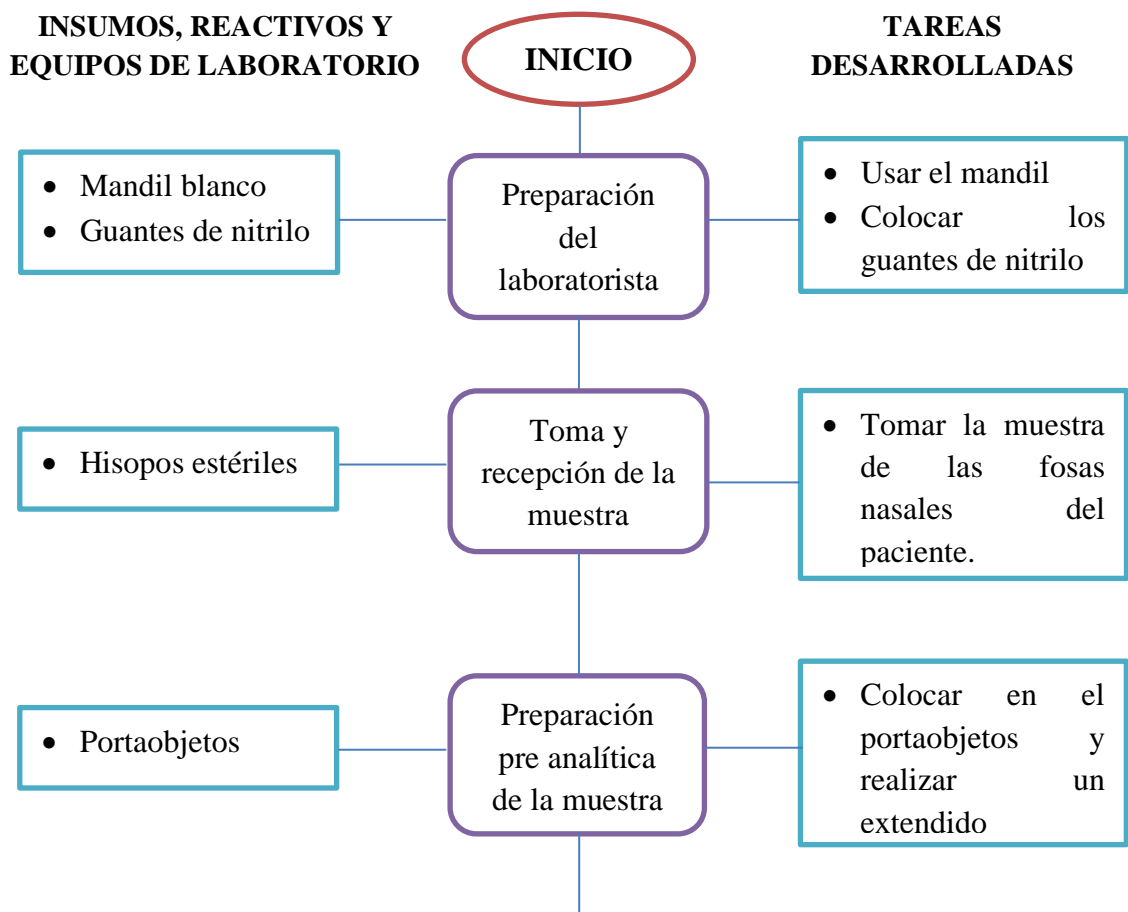 INSUMOS, REACTIVOS Y
EQUIPOS DE LABORATORIO
INICIO
TAREAS
DESARROLLADAS
• Mandil blanco
• Guantes de nitrilo
Preparación
del
laboratorista
• Usar el mandil
• Colocar los
guantes de nitrilo
• Hisopos estériles
Toma y
recepción de la
muestra
• Tomar la muestra
de las fosas
nasales del
paciente.
• Portaobjetos
Preparación
pre analítica
de la muestra
• Colocar en el
portaobjetos y
realizar un
extendido